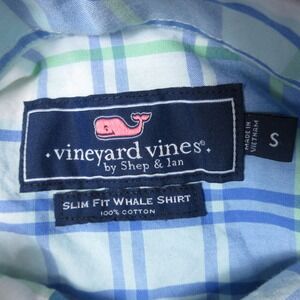 · vineyard vines® ·
by Shep & Ian
SLIM FIT WHALE SHIRT
100% COTTON
MADE IN
VIETNAM
S